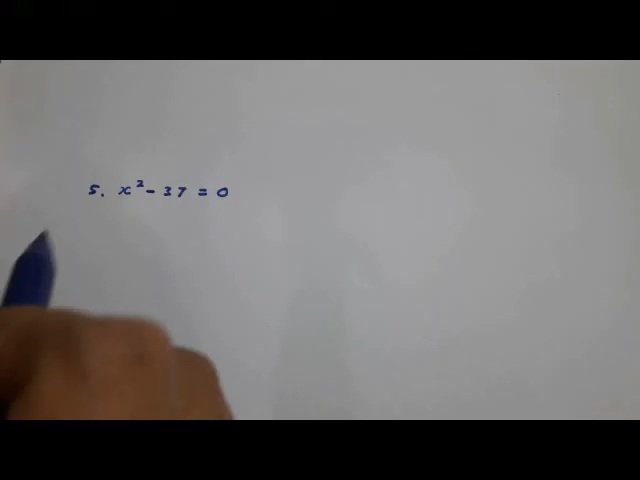 5. x² - 37 = 0